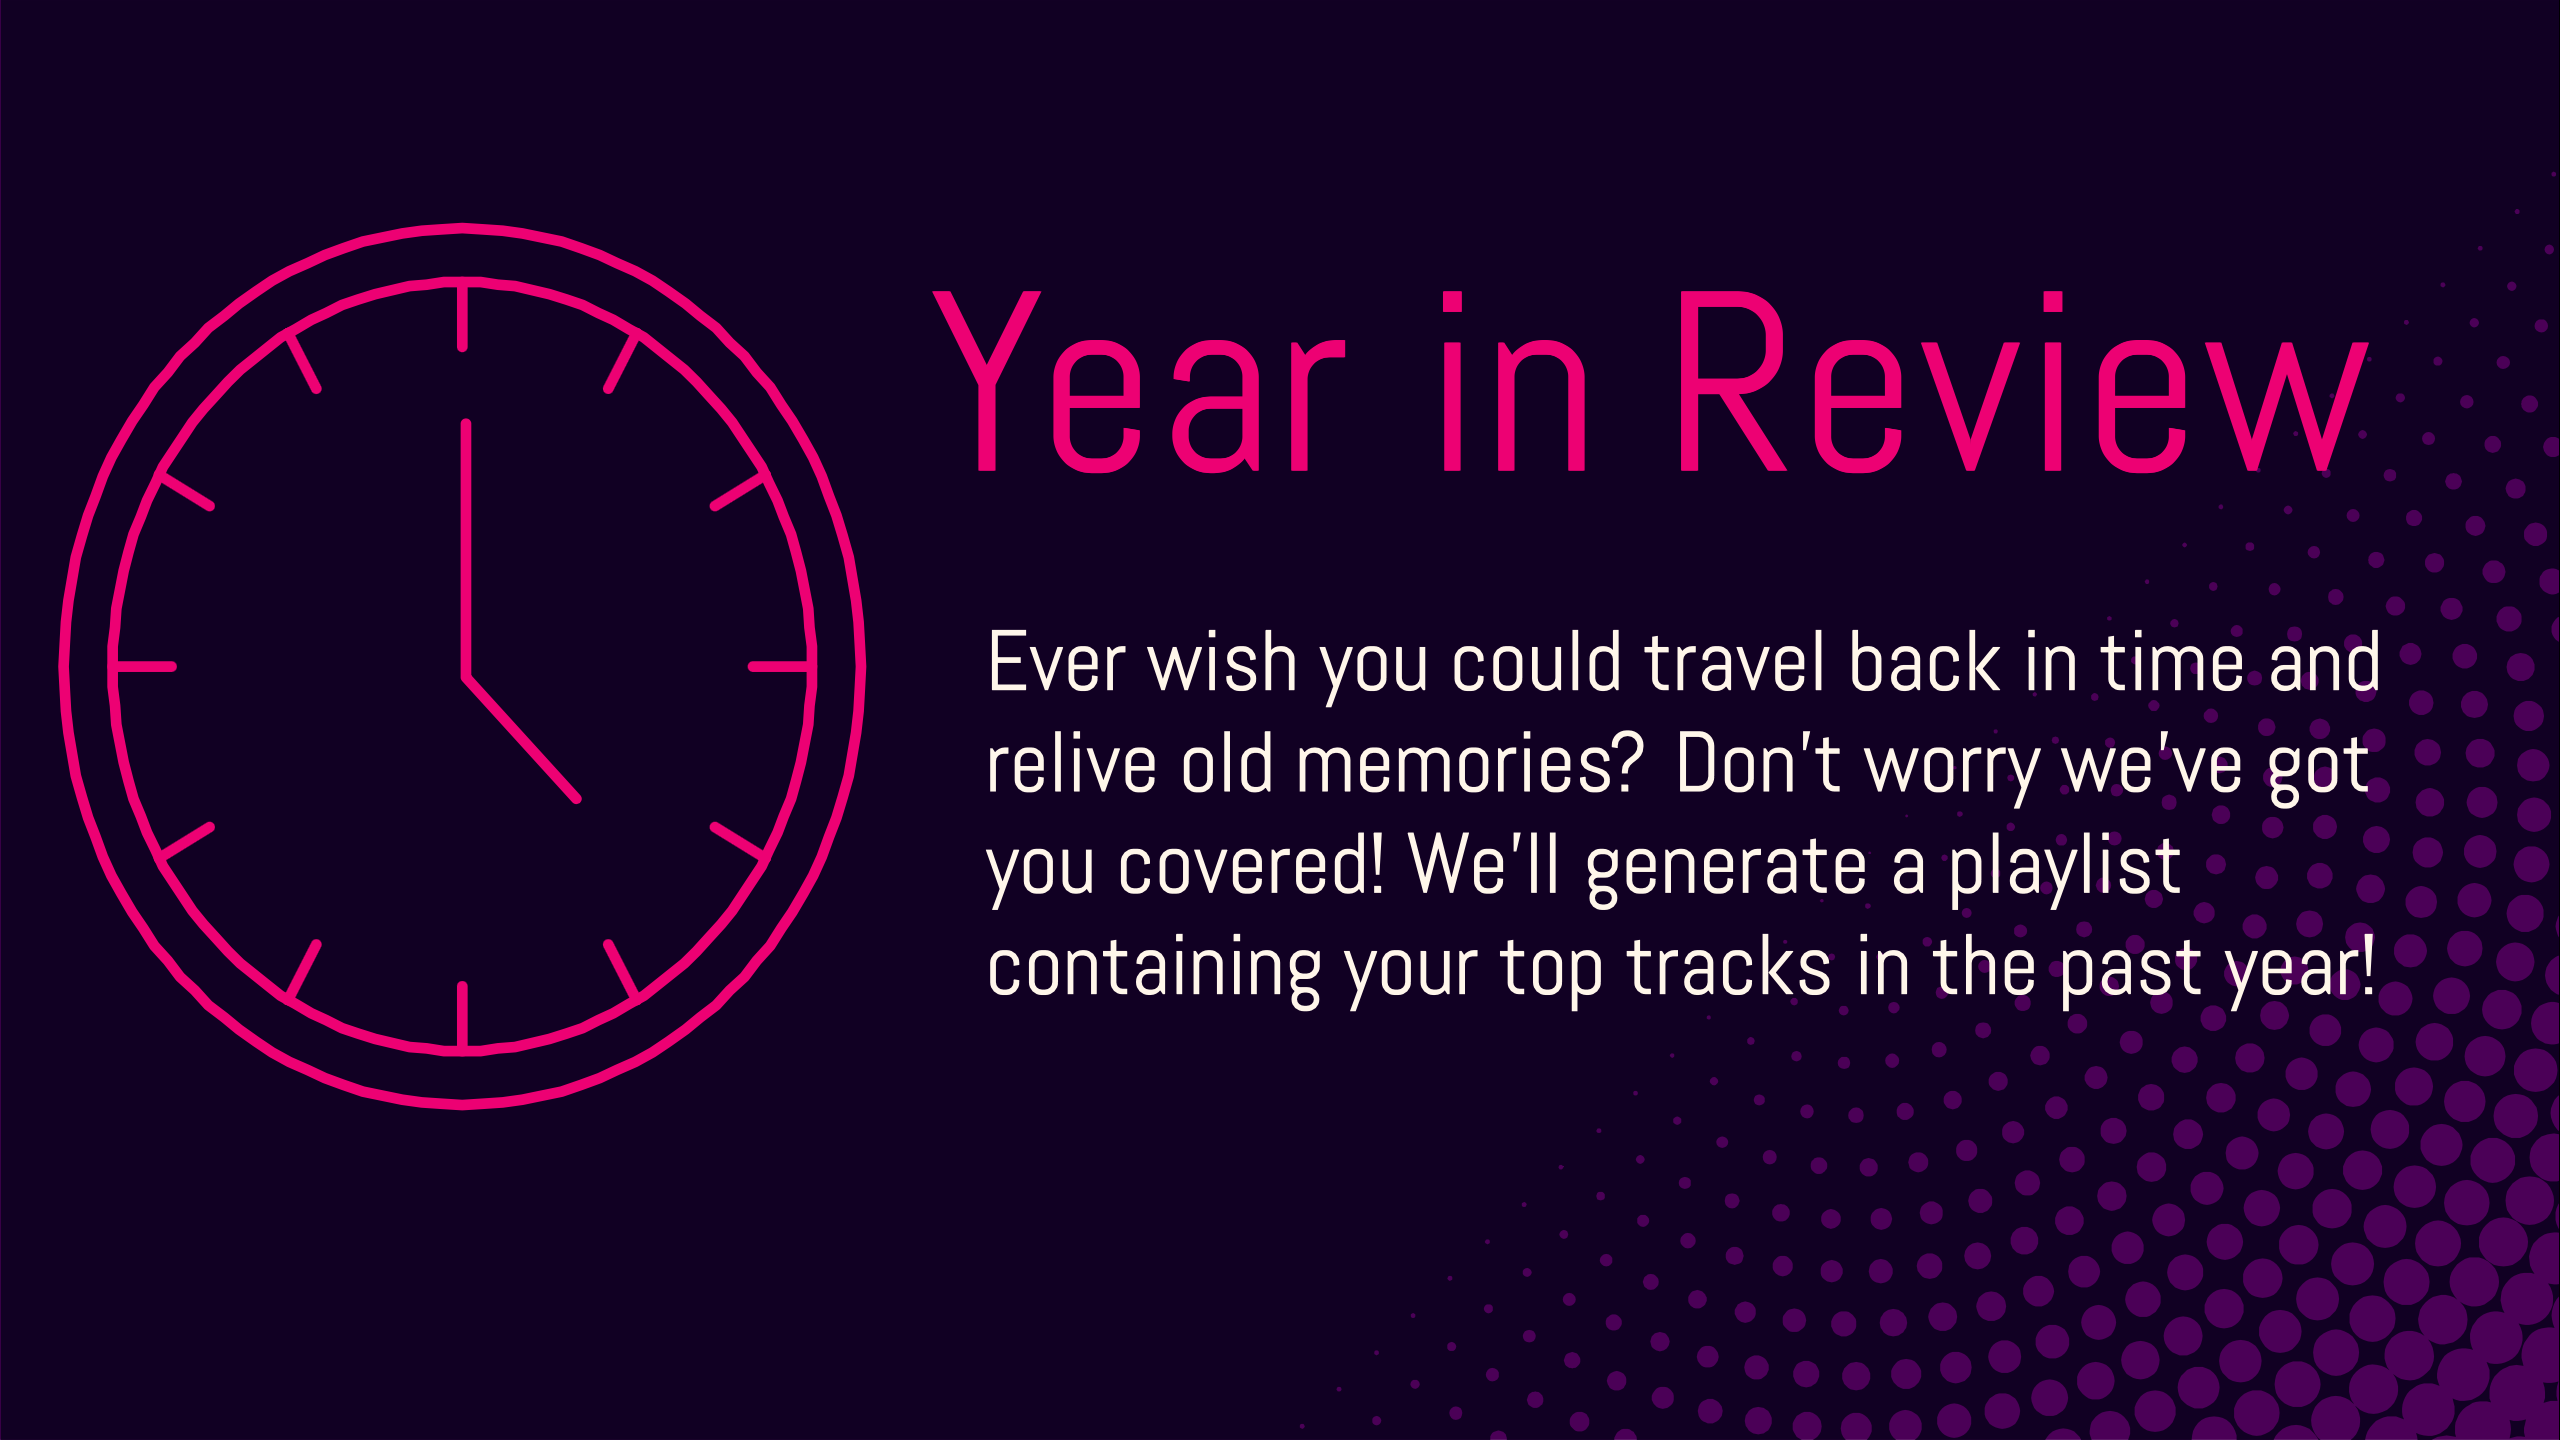 Year in Review
Ever wish you could travel back in time and
relive old memories? Don't worry we've got
you covered! We'll generate a playlist
containing your top tracks in the past year!